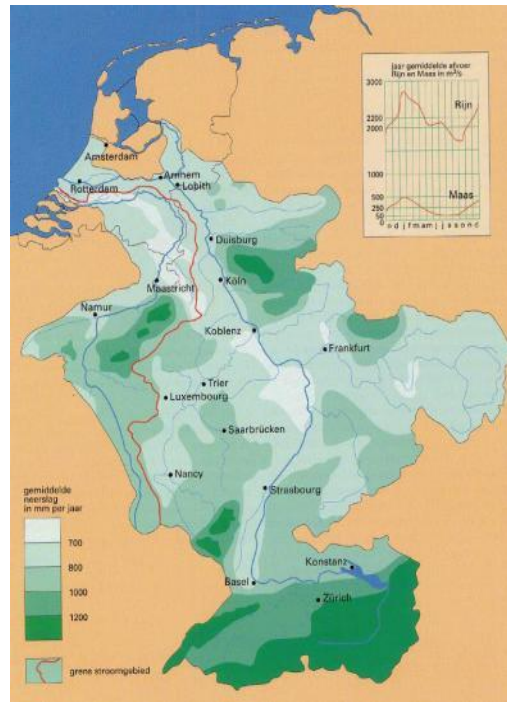 jaar gemiddelde afvoer
Rijn en Maas in m³/s
3000
Rijn
2200
2000
1000
Maas
500
250
50
0
o d j f m a m j j a s o n d
Amsterdam
Arnhem
Lobith
Rotterdam
Duisburg
Maastricht
Köln
Namur
Koblenz
Frankfurt
Trier
Luxembourg
Saarbrücken
Nancy
Strasbourg
gemiddelde
neerslag
in mm per jaar
700
800
1000
1200
Konstanz
Basel
Zürich
grens stroomgebied